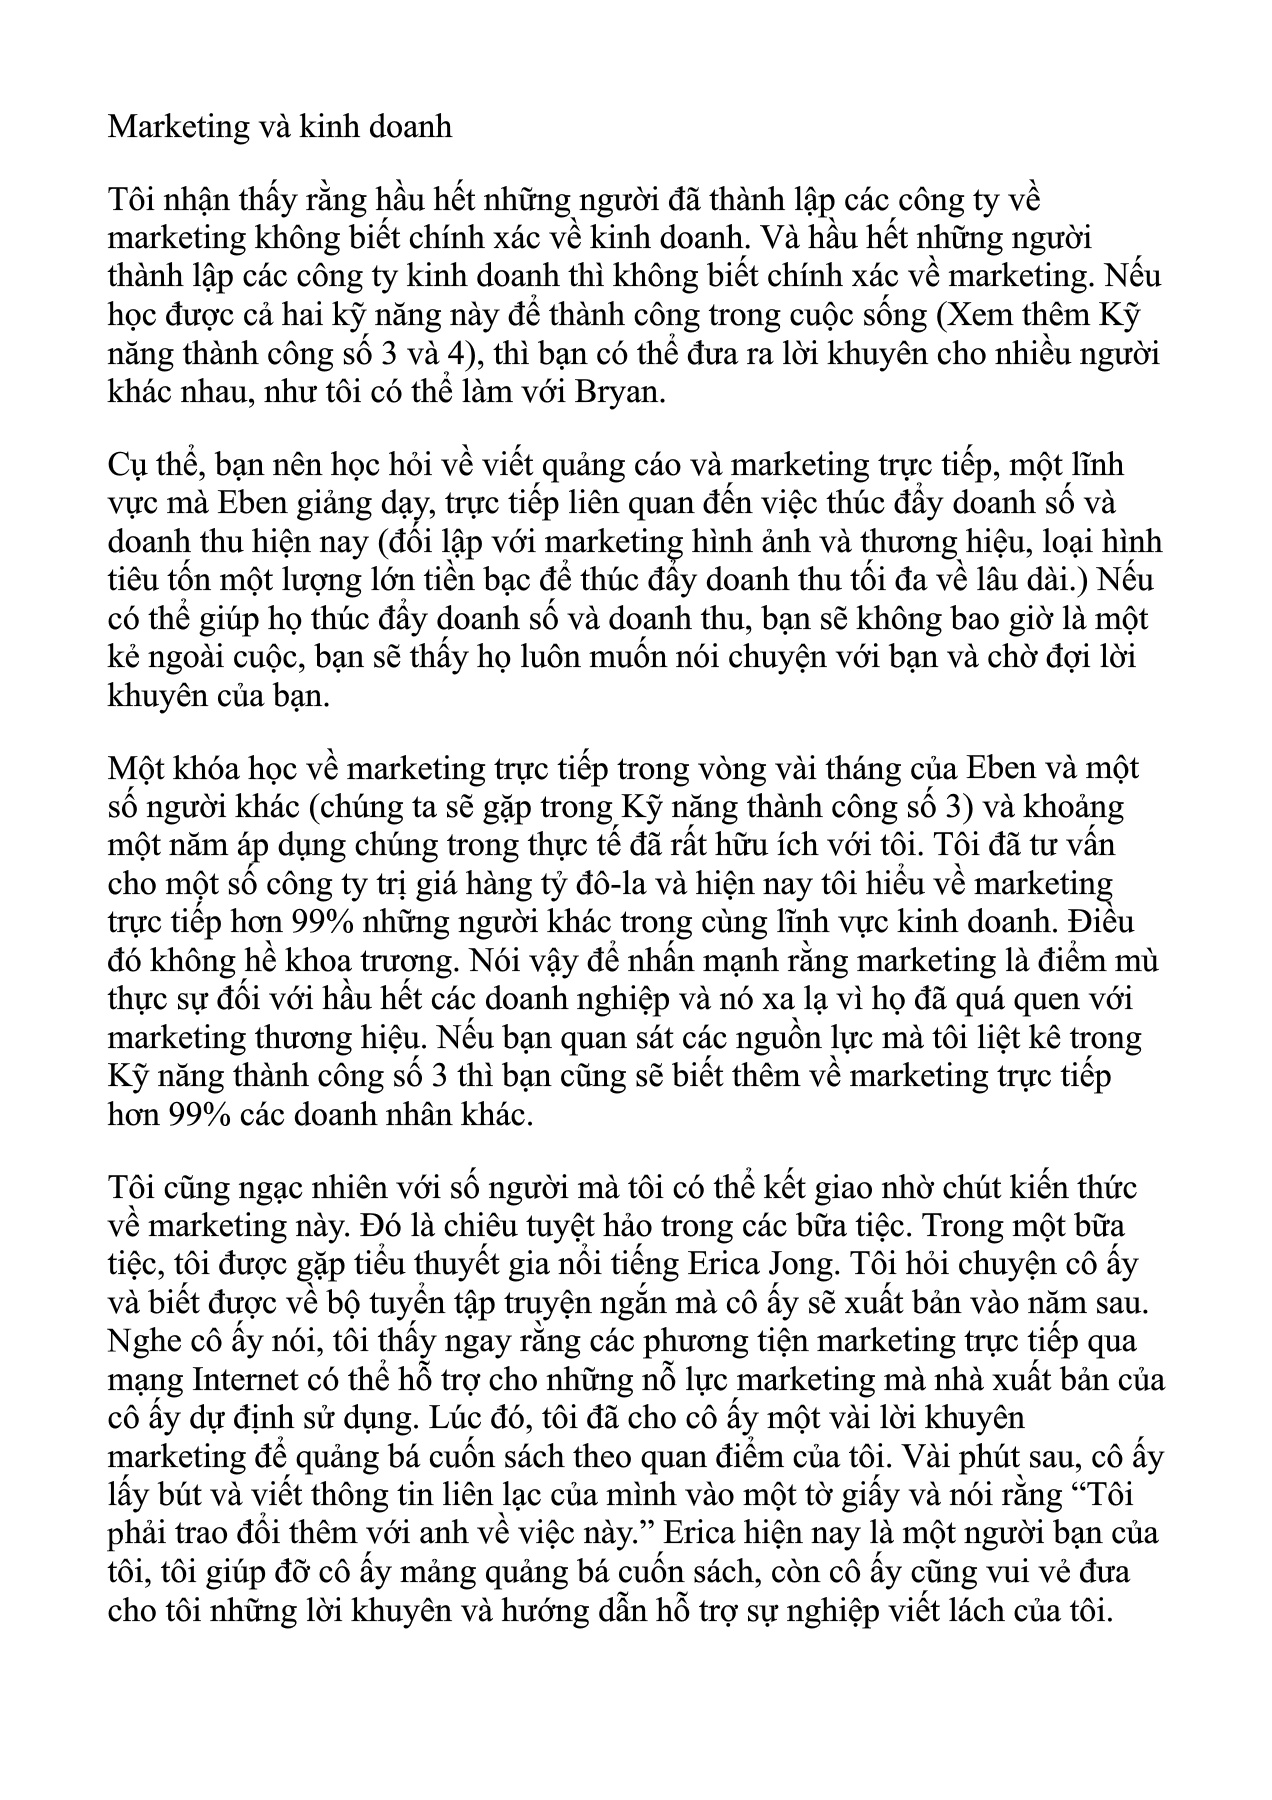 Marketing và kinh doanh
Tôi nhận thấy rằng hầu hết những người đã thành lập các công ty về
marketing không biết chính xác về kinh doanh. Và hầu hết những người
thành lập các công ty kinh doanh thì không biết chính xác về marketing. Nếu
học được cả hai kỹ năng này để thành công trong cuộc sống (Xem thêm Kỹ
năng thành công số 3 và 4), thì bạn có thể đưa ra lời khuyên cho nhiều người
khác nhau, như tôi có thể làm với Bryan.
Cụ thể, bạn nên học hỏi về viết quảng cáo và marketing trực tiếp, một lĩnh
vực mà Eben giảng dạy, trực tiếp liên quan đến việc thúc đẩy doanh số và
doanh thu hiện nay (đối lập với marketing hình ảnh và thương hiệu, loại hình
tiêu tốn một lượng lớn tiền bạc để thúc đẩy doanh thu tối đa về lâu dài.) Nếu
có thể giúp họ thúc đẩy doanh số và doanh thu, bạn sẽ không bao giờ là một
kẻ ngoài cuộc, bạn sẽ thấy họ luôn muốn nói chuyện với bạn và chờ đợi lời
khuyên của bạn.
Một khóa học về marketing trực tiếp trong vòng vài tháng của Eben và một
số người khác (chúng ta sẽ gặp trong Kỹ năng thành công số 3) và khoảng
một năm áp dụng chúng trong thực tế đã rất hữu ích với tôi. Tôi đã tư vấn
cho một số công ty trị giá hàng tỷ đô-la và hiện nay tôi hiểu về marketing
trực tiếp hơn 99% những người khác trong cùng lĩnh vực kinh doanh. Điều
đó không hề khoa trương. Nói vậy để nhấn mạnh rằng marketing là điểm mù
thực sự đối với hầu hết các doanh nghiệp và nó xa lạ vì họ đã quá quen với
marketing thương hiệu. Nếu bạn quan sát các nguồn lực mà tôi liệt kê trong
Kỹ năng thành công số 3 thì bạn cũng sẽ biết thêm về marketing trực tiếp
hơn 99% các doanh nhân khác.
Tôi cũng ngạc nhiên với số người mà tôi có thể kết giao nhờ chút kiến thức
về marketing này. Đó là chiêu tuyệt hảo trong các bữa tiệc. Trong một bữa
tiệc, tôi được gặp tiểu thuyết gia nổi tiếng Erica Jong. Tôi hỏi chuyện cô ấy
và biết được về bộ tuyển tập truyện ngắn mà cô ấy sẽ xuất bản vào năm sau.
Nghe cô ấy nói, tôi thấy ngay rằng các phương tiện marketing trực tiếp qua
mạng Internet có thể hỗ trợ cho những nỗ lực marketing mà nhà xuất bản của
cô ấy dự định sử dụng. Lúc đó, tôi đã cho cô ấy một vài lời khuyên
marketing để quảng bá cuốn sách theo quan điểm của tôi. Vài phút sau, cô ấy
lấy bút và viết thông tin liên lạc của mình vào một tờ giấy và nói rằng “Tôi
phải trao đổi thêm với anh về việc này.” Erica hiện nay là một người bạn của
tôi, tôi giúp đỡ cô ấy mảng quảng bá cuốn sách, còn cô ấy cũng vui vẻ đưa
cho tôi những lời khuyên và hướng dẫn hỗ trợ sự nghiệp viết lách của tôi.